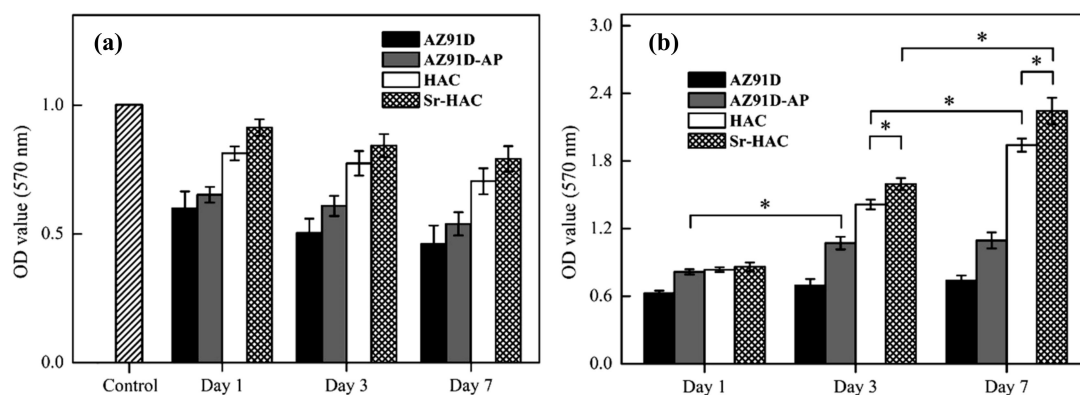 (a)
AZ91D
AZ91D-AP
HAC
Sr-HAC
OD value (570 nm)
1.0
0.5
0.0
Control Day 1 Day 3 Day 7
(b)
AZ91D
AZ91D-AP
HAC
Sr-HAC
* * * * *
OD value (570 nm)
3.0
2.4
1.8
1.2
0.6
0.0
Day 1 Day 3 Day 7